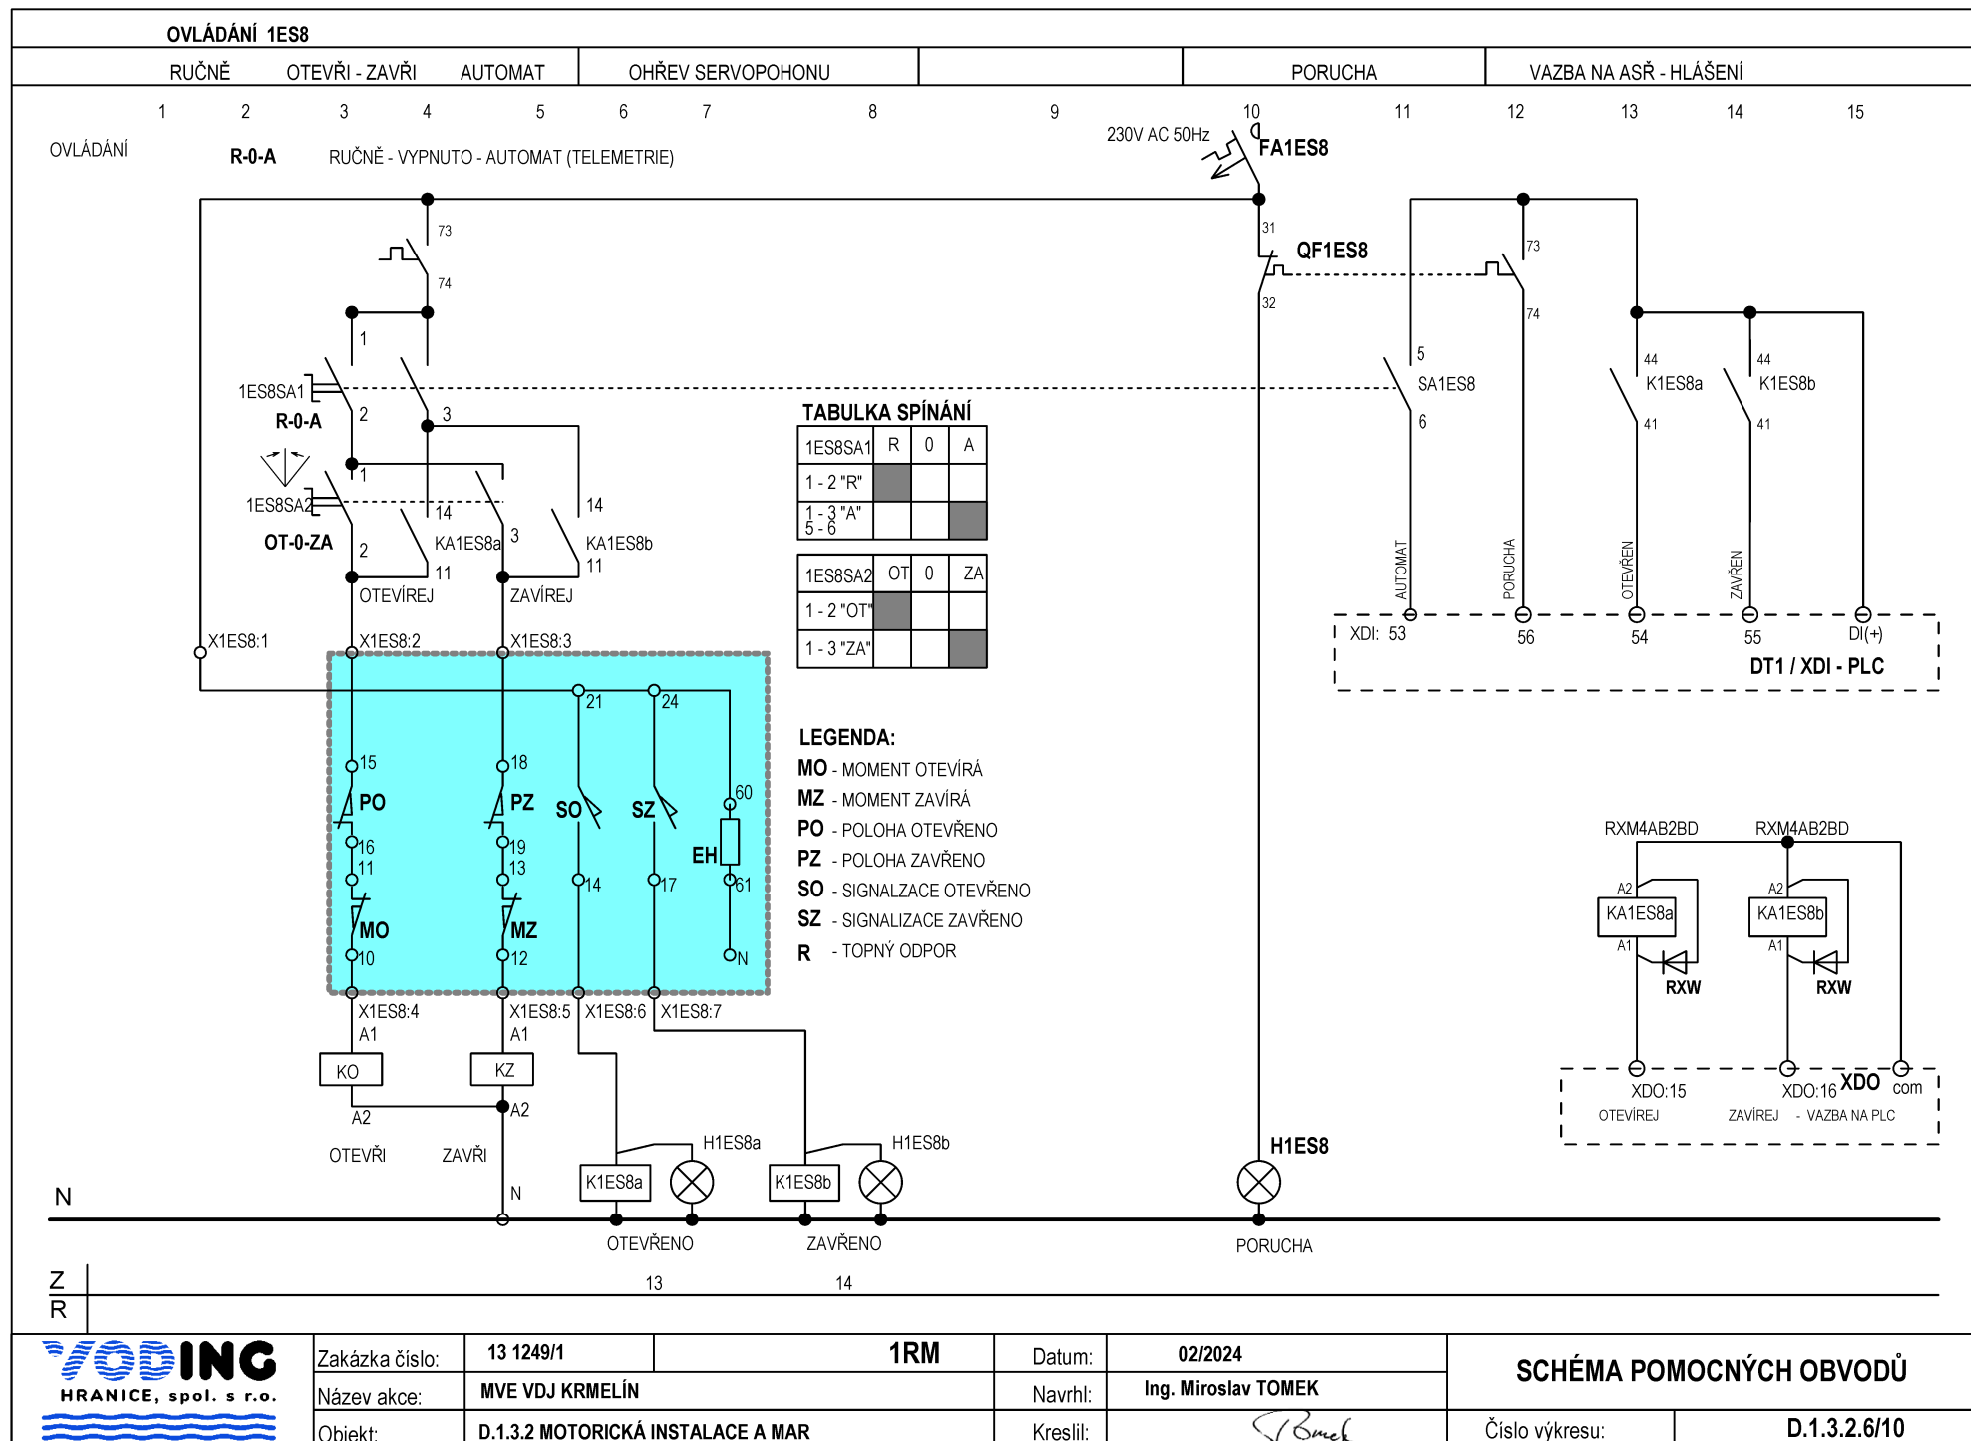 OVLÁDÁNÍ 1ES8
RUČNĚ OTEVŘI - ZAVŘI AUTOMAT OHŘEV SERVOPOHONU PORUCHA VAZBA NA ASŘ - HLÁŠENÍ
1 2 3 4 5 6 7 8 9 10 11 12 13 14 15
OVLÁDÁNÍ R-0-A RUČNĚ - VYPNUTO - AUTOMAT (TELEMETRIE)
230V AC 50Hz
FA1ES8
73
74
31
QF1ES8
32
73
74
1
1ES8SA1
R-0-A
2
3
5
SA1ES8
6
44
K1ES8a
41
44
K1ES8b
41
1
1ES8SA2
OT-0-ZA
2
14
KA1ES8a
11
3
14
KA1ES8b
11
OTEVÍREJ
ZAVÍREJ
TABULKA SPÍNÁNÍ
1ES8SA1 R 0 A
1 - 2 "R"
1 - 3 "A"
5 - 6
1ES8SA2 OT 0 ZA
1 - 2 "OT"
1 - 3 "ZA"
AUTOMAT
PORUCHA
OTEVŘEN
ZAVŘEN
XDI: 53 56 54 55 DI(+)
DT1 / XDI - PLC
X1ES8:1 X1ES8:2 X1ES8:3
21 24
15 18
PO PZ SO SZ
60
16 19
11 13
EH
14 17 61
MO MZ
10 12 N
X1ES8:4 X1ES8:5 X1ES8:6 X1ES8:7
A1 A1
KO KZ
A2 A2
OTEVŘI ZAVŘI
LEGENDA:
MO - MOMENT OTEVÍRÁ
MZ - MOMENT ZAVÍRÁ
PO - POLOHA OTEVŘENO
PZ - POLOHA ZAVŘENO
SO - SIGNALZACE OTEVŘENO
SZ - SIGNALIZACE ZAVŘENO
R - TOPNÝ ODPOR
RXM4AB2BD RXM4AB2BD
A2 A2
KA1ES8a KA1ES8b
A1 A1
RXW RXW
XDO:15 XDO:16 XDO com
OTEVÍREJ ZAVÍREJ - VAZBA NA PLC
H1ES8a H1ES8b H1ES8
K1ES8a K1ES8b
N N
OTEVŘENO ZAVŘENO PORUCHA
Z 13 14
R
VODING
HRANICE, spol. s r.o.
Zakázka číslo: 13 1249/1 1RM
Název akce: MVE VDJ KRMELÍN
Objekt: D.1.3.2 MOTORICKÁ INSTALACE A MAR
Datum: 02/2024
Navrhl: Ing. Miroslav TOMEK
Kreslil:
SCHÉMA POMOCNÝCH OBVODŮ
Číslo výkresu: D.1.3.2.6/10